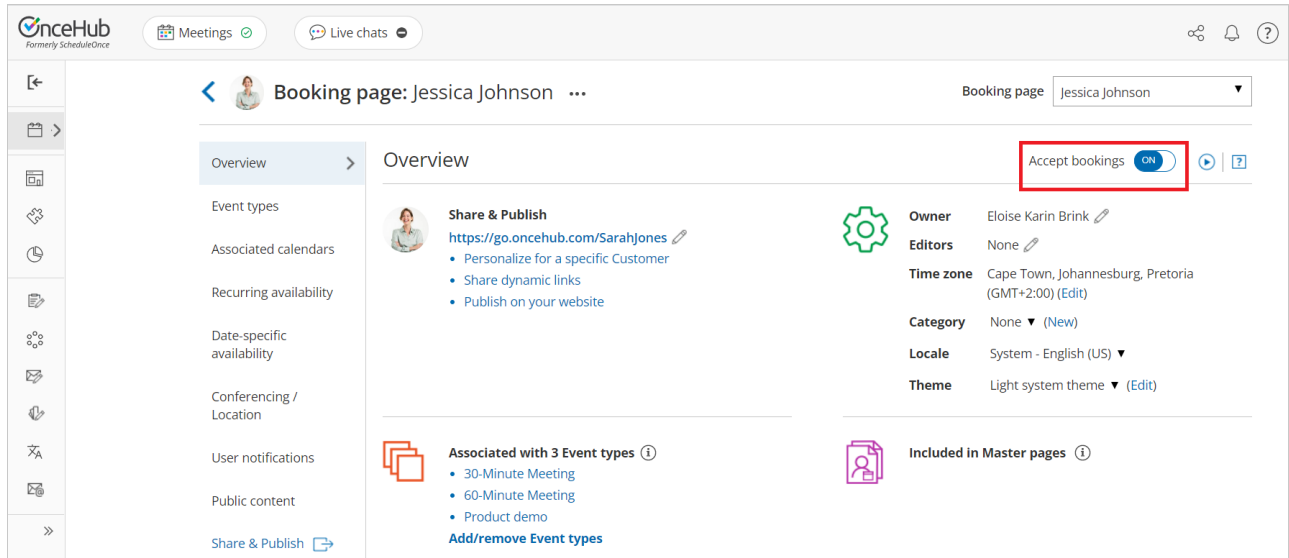 OnceHub
Formerly ScheduleOnce
Meetings
Live chats
?
Booking page: Jessica Johnson ...
Booking page
Jessica Johnson
Overview
Event types
Associated calendars
Recurring availability
Date-specific
availability
Conferencing /
Location
User notifications
Public content
Share & Publish
Overview
Accept bookings ON
?
Share & Publish
https://go.oncehub.com/SarahJones
• Personalize for a specific Customer
• Share dynamic links
• Publish on your website
Owner Eloise Karin Brink
Editors None
Time zone Cape Town, Johannesburg, Pretoria
(GMT+2:00) (Edit)
Category None (New)
Locale System - English (US)
Theme Light system theme (Edit)
Associated with 3 Event types i
• 30-Minute Meeting
• 60-Minute Meeting
• Product demo
Add/remove Event types
Included in Master pages i